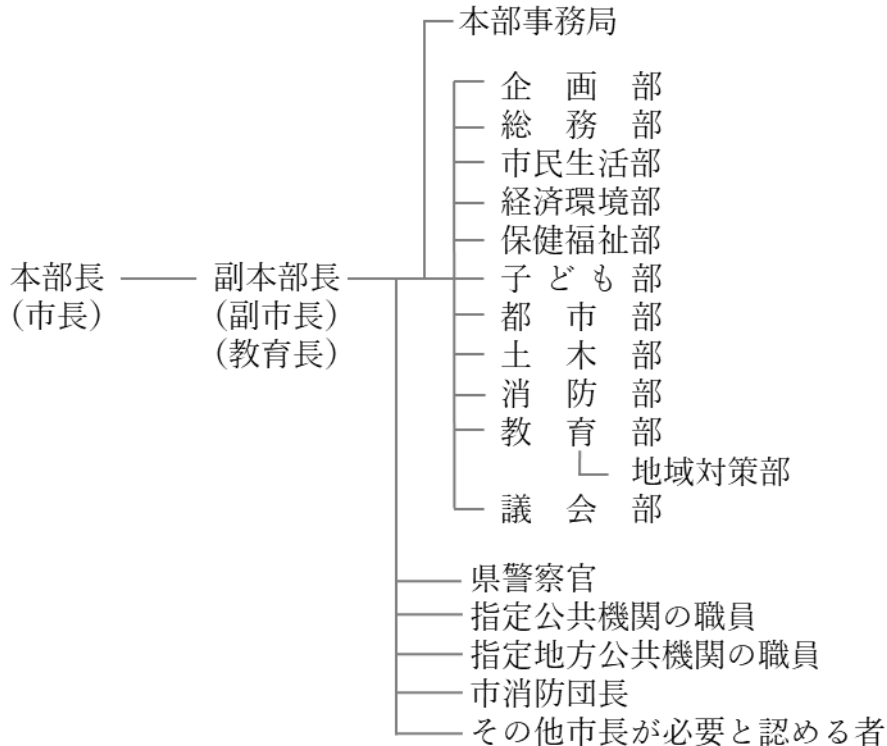 本部事務局
企画部
総務部
市民生活部
経済環境部
保健福祉部
本部長 副本部長 子ども部
(市長) (副市長) 都市部
(教育長) 土木部
消防部
教育部
地域対策部
議会部
県警察官
指定公共機関の職員
指定地方公共機関の職員
市消防団長
その他市長が必要と認める者